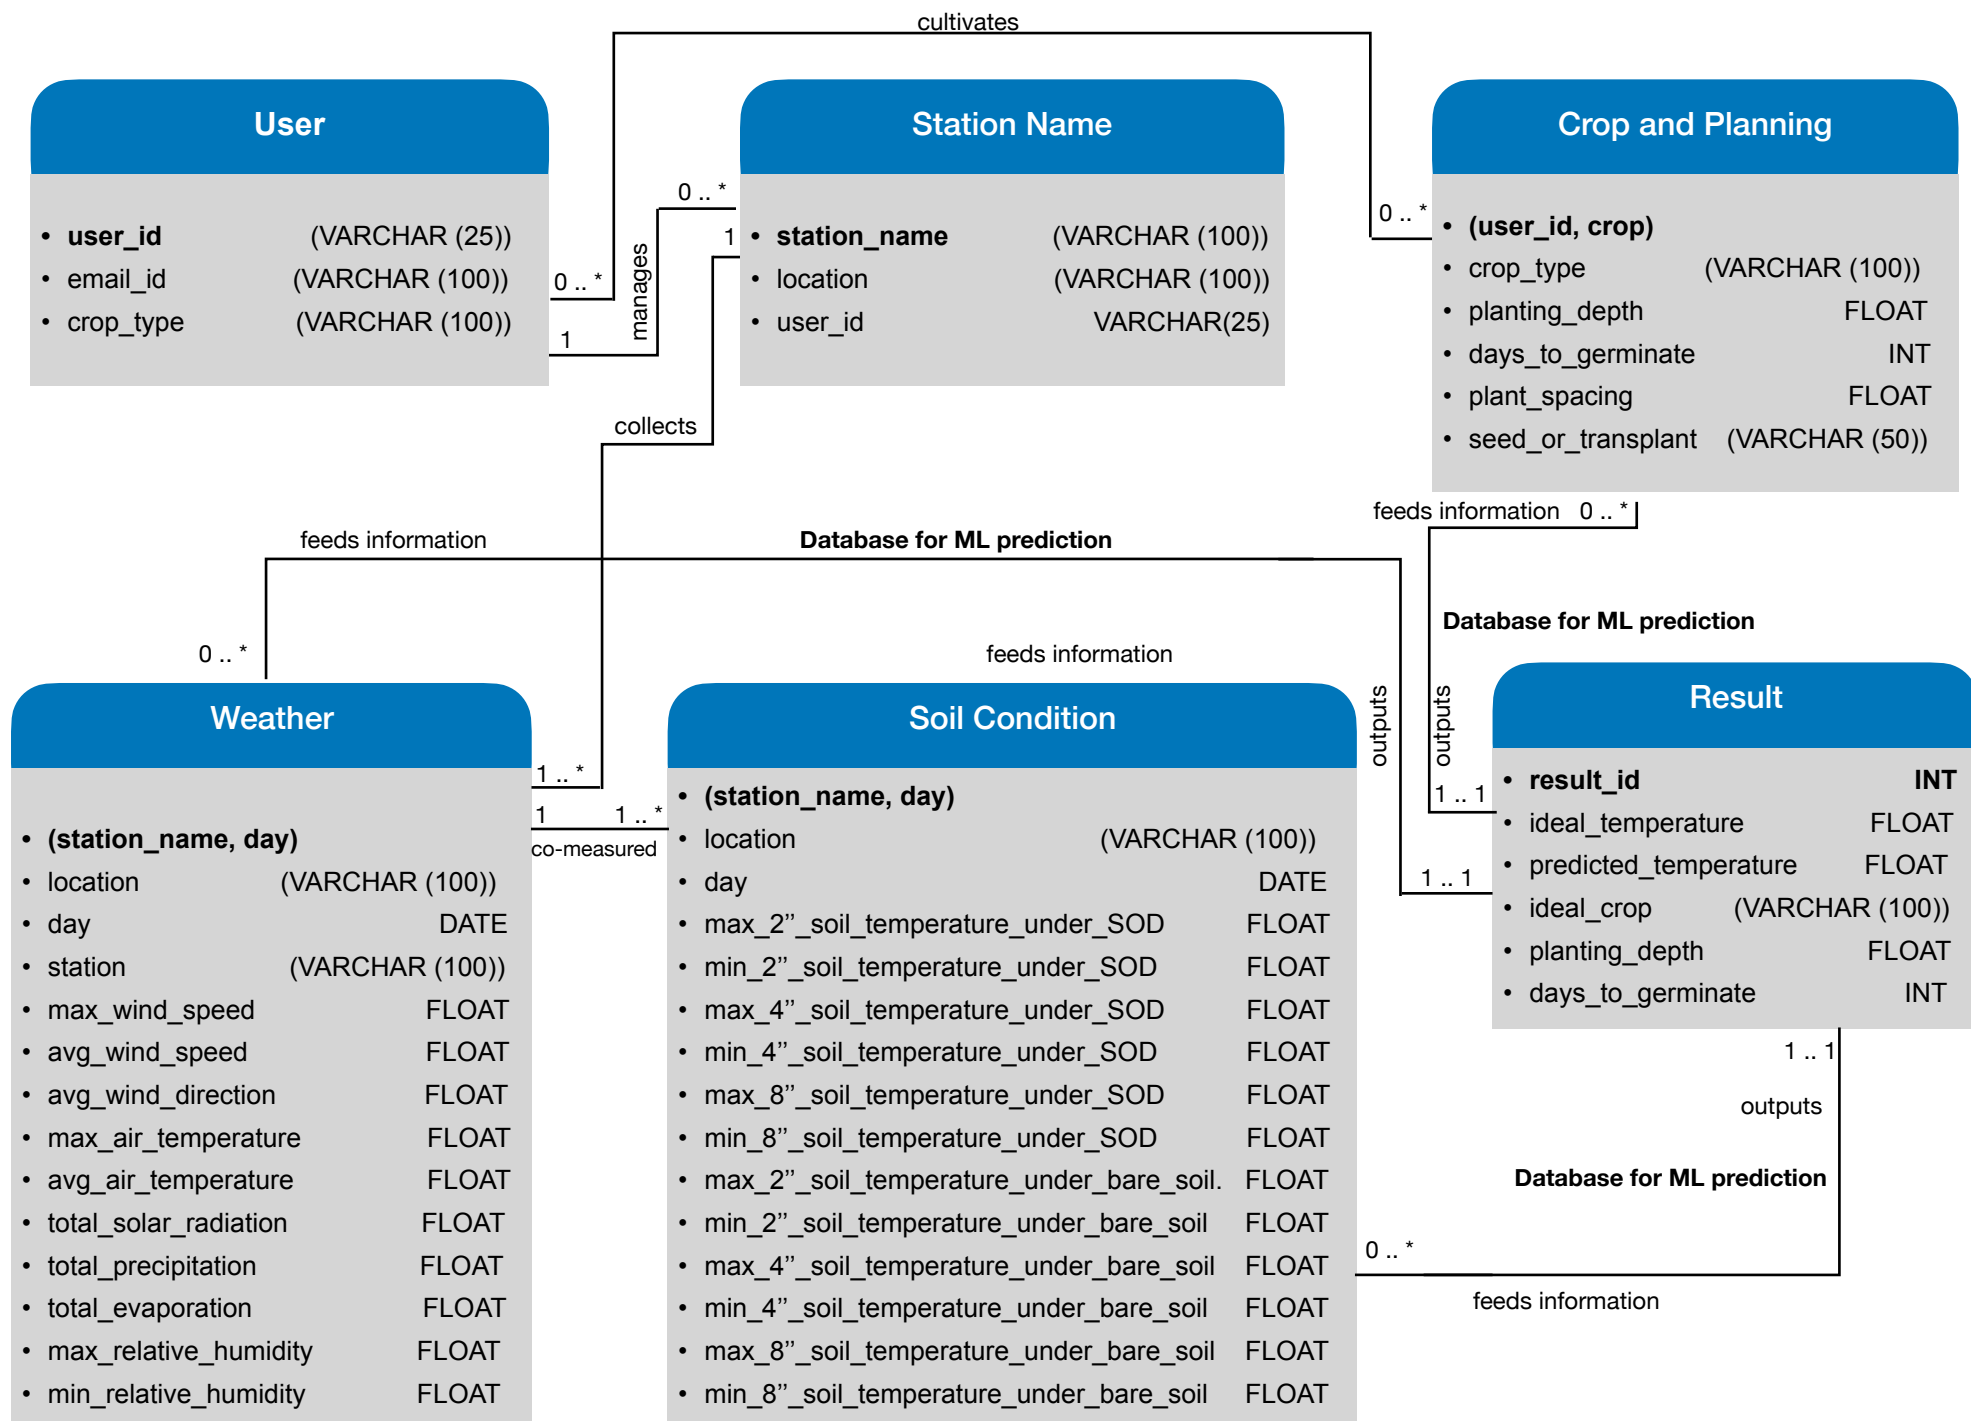 cultivates
User
• user_id (VARCHAR (25))
• email_id (VARCHAR (100))
• crop_type (VARCHAR (100))
0 .. *
1
manages
0 .. *
1
Station Name
• station_name (VARCHAR (100))
• location (VARCHAR (100))
• user_id VARCHAR(25)
0 .. *
Crop and Planning
• (user_id, crop)
• crop_type (VARCHAR (100))
• planting_depth FLOAT
• days_to_germinate INT
• plant_spacing FLOAT
• seed_or_transplant (VARCHAR (50))
collects
feeds information
Database for ML prediction
feeds information 0 .. *
Database for ML prediction
0 .. *
feeds information
outputs
outputs
Weather
• (station_name, day)
• location (VARCHAR (100))
• day DATE
• station (VARCHAR (100))
• max_wind_speed FLOAT
• avg_wind_speed FLOAT
• avg_wind_direction FLOAT
• max_air_temperature FLOAT
• avg_air_temperature FLOAT
• total_solar_radiation FLOAT
• total_precipitation FLOAT
• total_evaporation FLOAT
• max_relative_humidity FLOAT
• min_relative_humidity FLOAT
1 .. *
1 1 .. *
co-measured
Soil Condition
• (station_name, day)
• location (VARCHAR (100))
• day DATE
• max_2’’_soil_temperature_under_SOD FLOAT
• min_2’’_soil_temperature_under_SOD FLOAT
• max_4’’_soil_temperature_under_SOD FLOAT
• min_4’’_soil_temperature_under_SOD FLOAT
• max_8’’_soil_temperature_under_SOD FLOAT
• min_8’’_soil_temperature_under_SOD FLOAT
• max_2’’_soil_temperature_under_bare_soil. FLOAT
• min_2’’_soil_temperature_under_bare_soil FLOAT
• max_4’’_soil_temperature_under_bare_soil FLOAT
• min_4’’_soil_temperature_under_bare_soil FLOAT
• max_8’’_soil_temperature_under_bare_soil FLOAT
• min_8’’_soil_temperature_under_bare_soil FLOAT
1 .. 1
1 .. 1
Result
• result_id INT
• ideal_temperature FLOAT
• predicted_temperature FLOAT
• ideal_crop (VARCHAR (100))
• planting_depth FLOAT
• days_to_germinate INT
1 .. 1
outputs
Database for ML prediction
0 .. *
feeds information